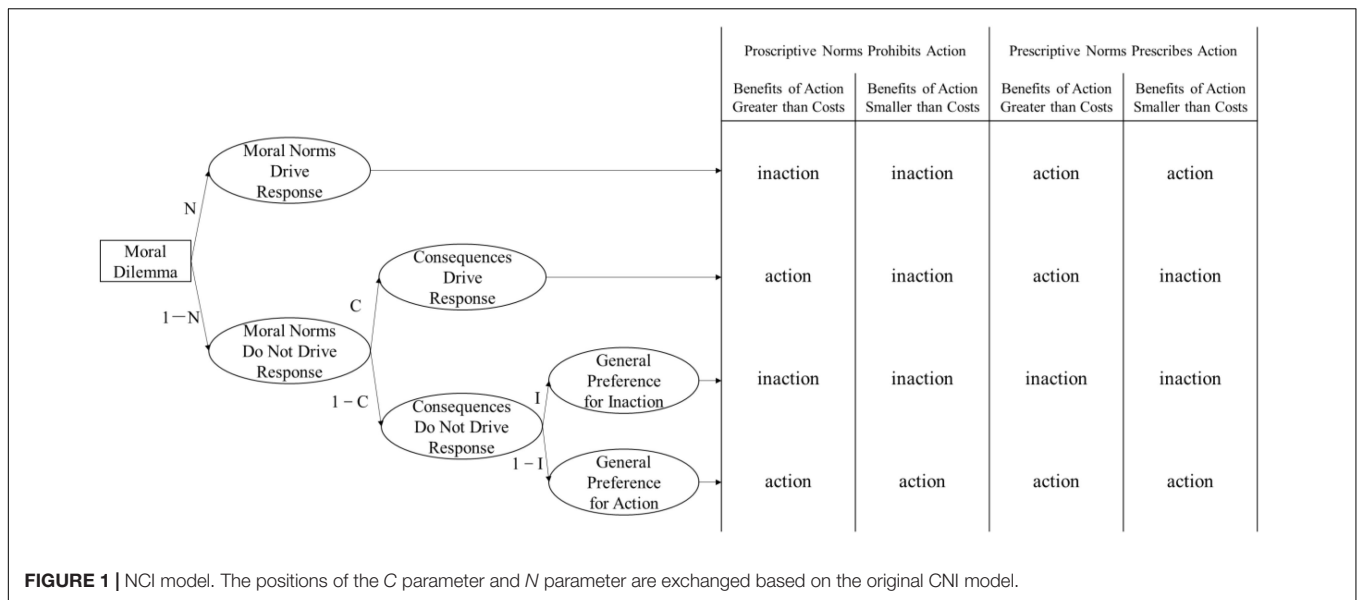 Proscriptive Norms Prohibits Action
Prescriptive Norms Prescribes Action
Benefits of Action
Greater than Costs
Benefits of Action
Smaller than Costs
Benefits of Action
Greater than Costs
Benefits of Action
Smaller than Costs
Moral Norms
Drive
Response
inaction
inaction
action
action
N
Moral
Dilemma
1—N
Consequences
Drive
Response
action
inaction
action
inaction
C
Moral Norms
Do Not Drive
Response
1 - C
General
Preference
for Inaction
inaction
inaction
inaction
inaction
I
Consequences
Do Not Drive
Response
1 - I
General
Preference
for Action
action
action
action
action
FIGURE 1 | NCI model. The positions of the C parameter and N parameter are exchanged based on the original CNI model.